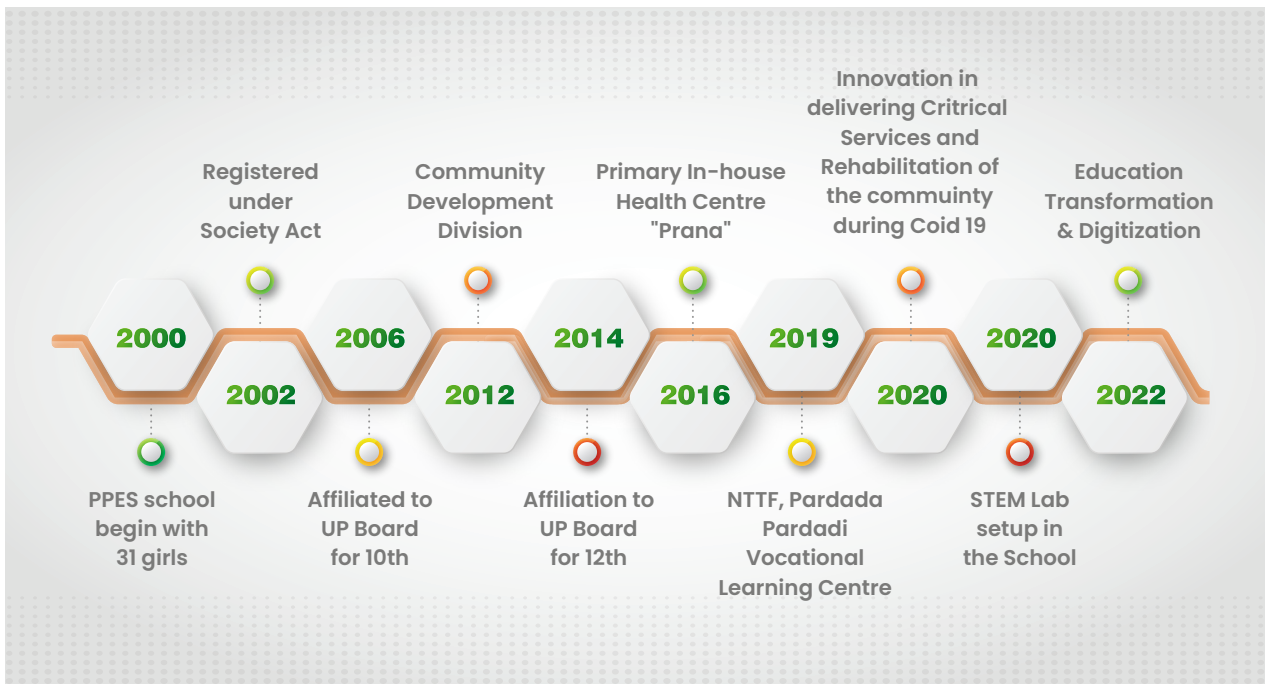 2000
PPES school
begin with
31 girls
Registered
under
Society Act
2002
2006
Affiliated to
UP Board
for 10th
Community
Development
Division
2012
2014
Affiliation to
UP Board
for 12th
Primary In-house
Health Centre
"Prana"
2016
2019
NTTF, Pardada
Pardadi
Vocational
Learning Centre
Innovation in
delivering Critrical
Services and
Rehabilitation of
the commuinty
during Coid 19
2020
2020
STEM Lab
setup in
the School
Education
Transformation
& Digitization
2022